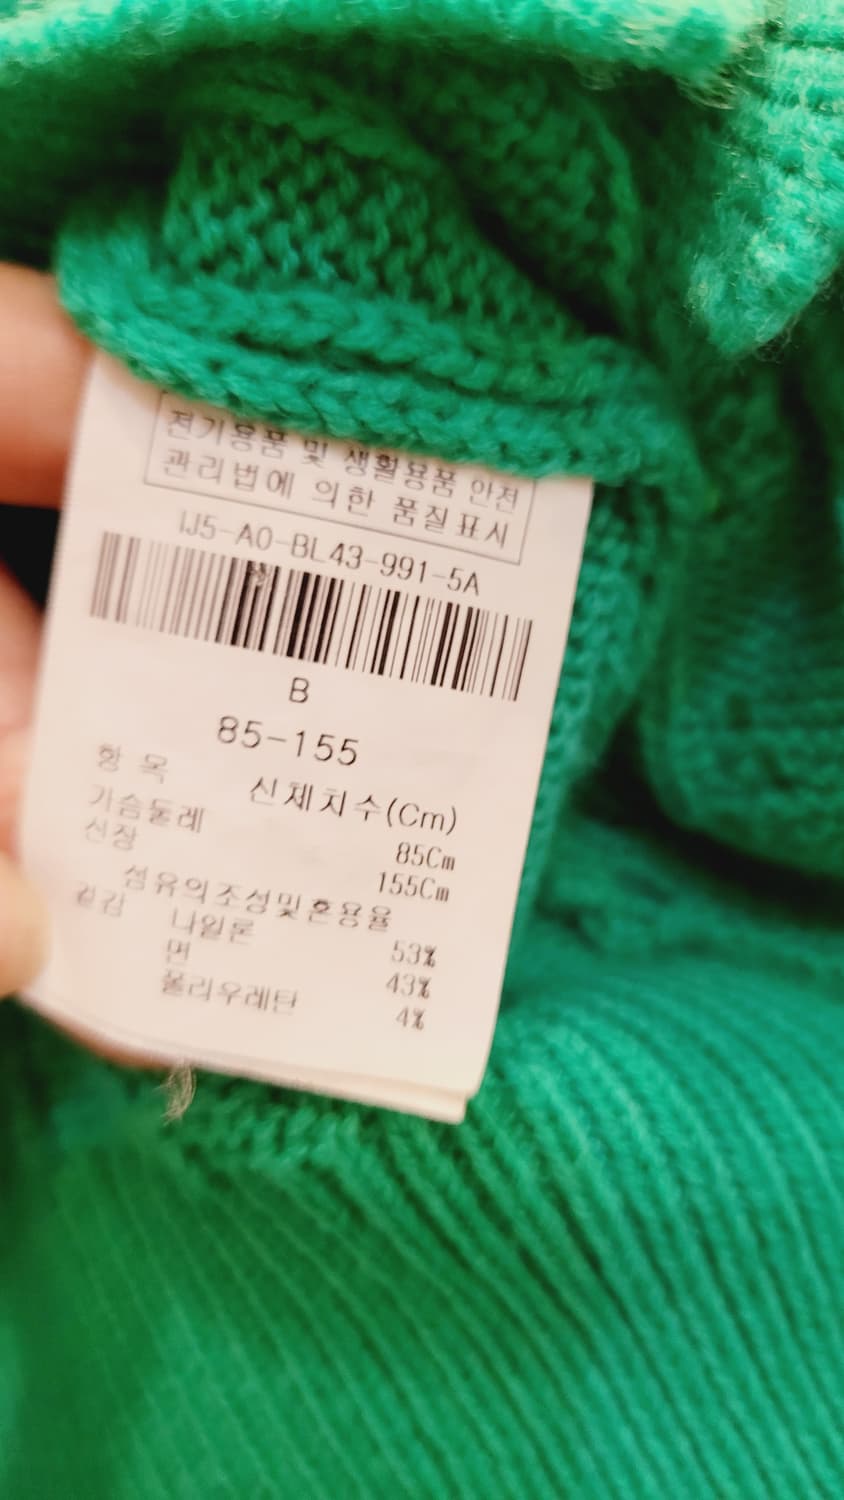 전기용품 및 생활용품 안전
관리법에 의한 품질표시
1J5-A0-BL43-991-5A
B
85-155
항 목 신체치수(Cm)
가슴둘레 85Cm
신장 155Cm
섬유의조성및혼용율
겉감 나일론 53%
면 43%
폴리우레탄 4%